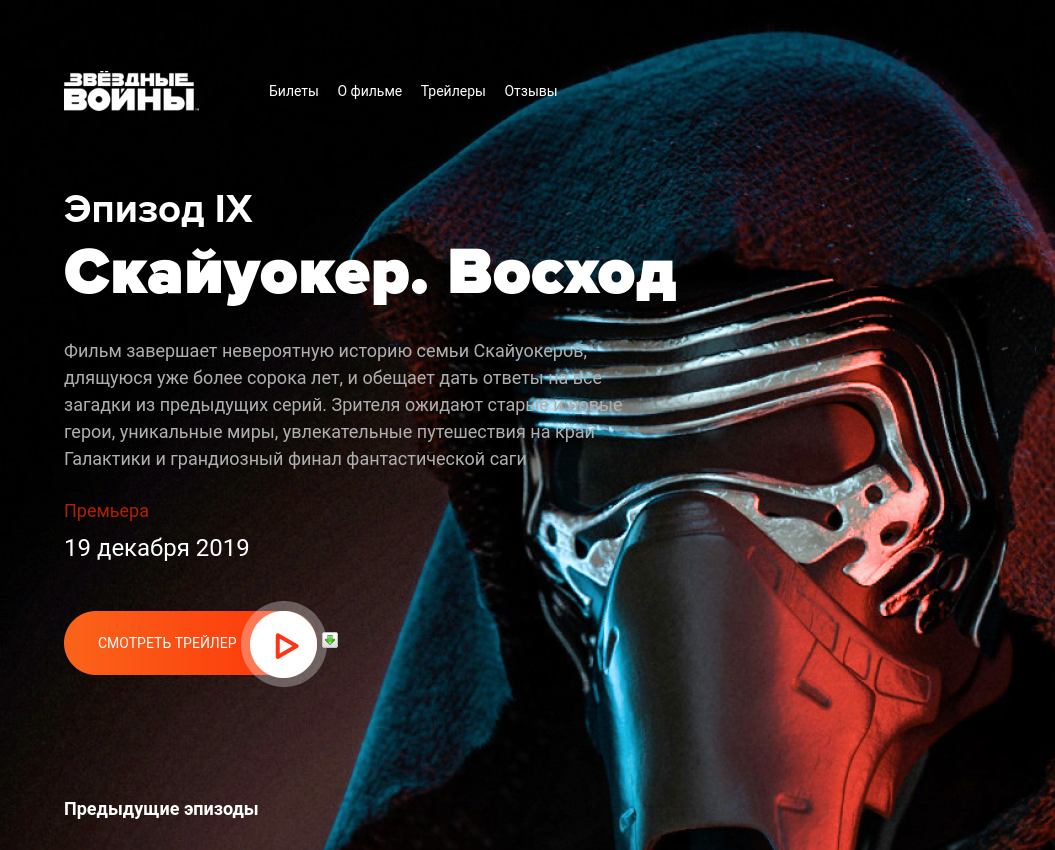 ЗВЁЗДНЫЕ
ВОЙНЫ
Билеты О фильме Трейлеры Отзывы
Эпизод IX
Скайуокер. Восход
Фильм завершает невероятную историю семьи Скайуокеров,
длящуюся уже более сорока лет, и обещает дать ответы на все
загадки из предыдущих серий. Зрителя ожидают старые и новые
герои, уникальные миры, увлекательные путешествия на край
Галактики и грандиозный финал фантастической саги
Премьера
19 декабря 2019
СМОТРЕТЬ ТРЕЙЛЕР
Предыдущие эпизоды